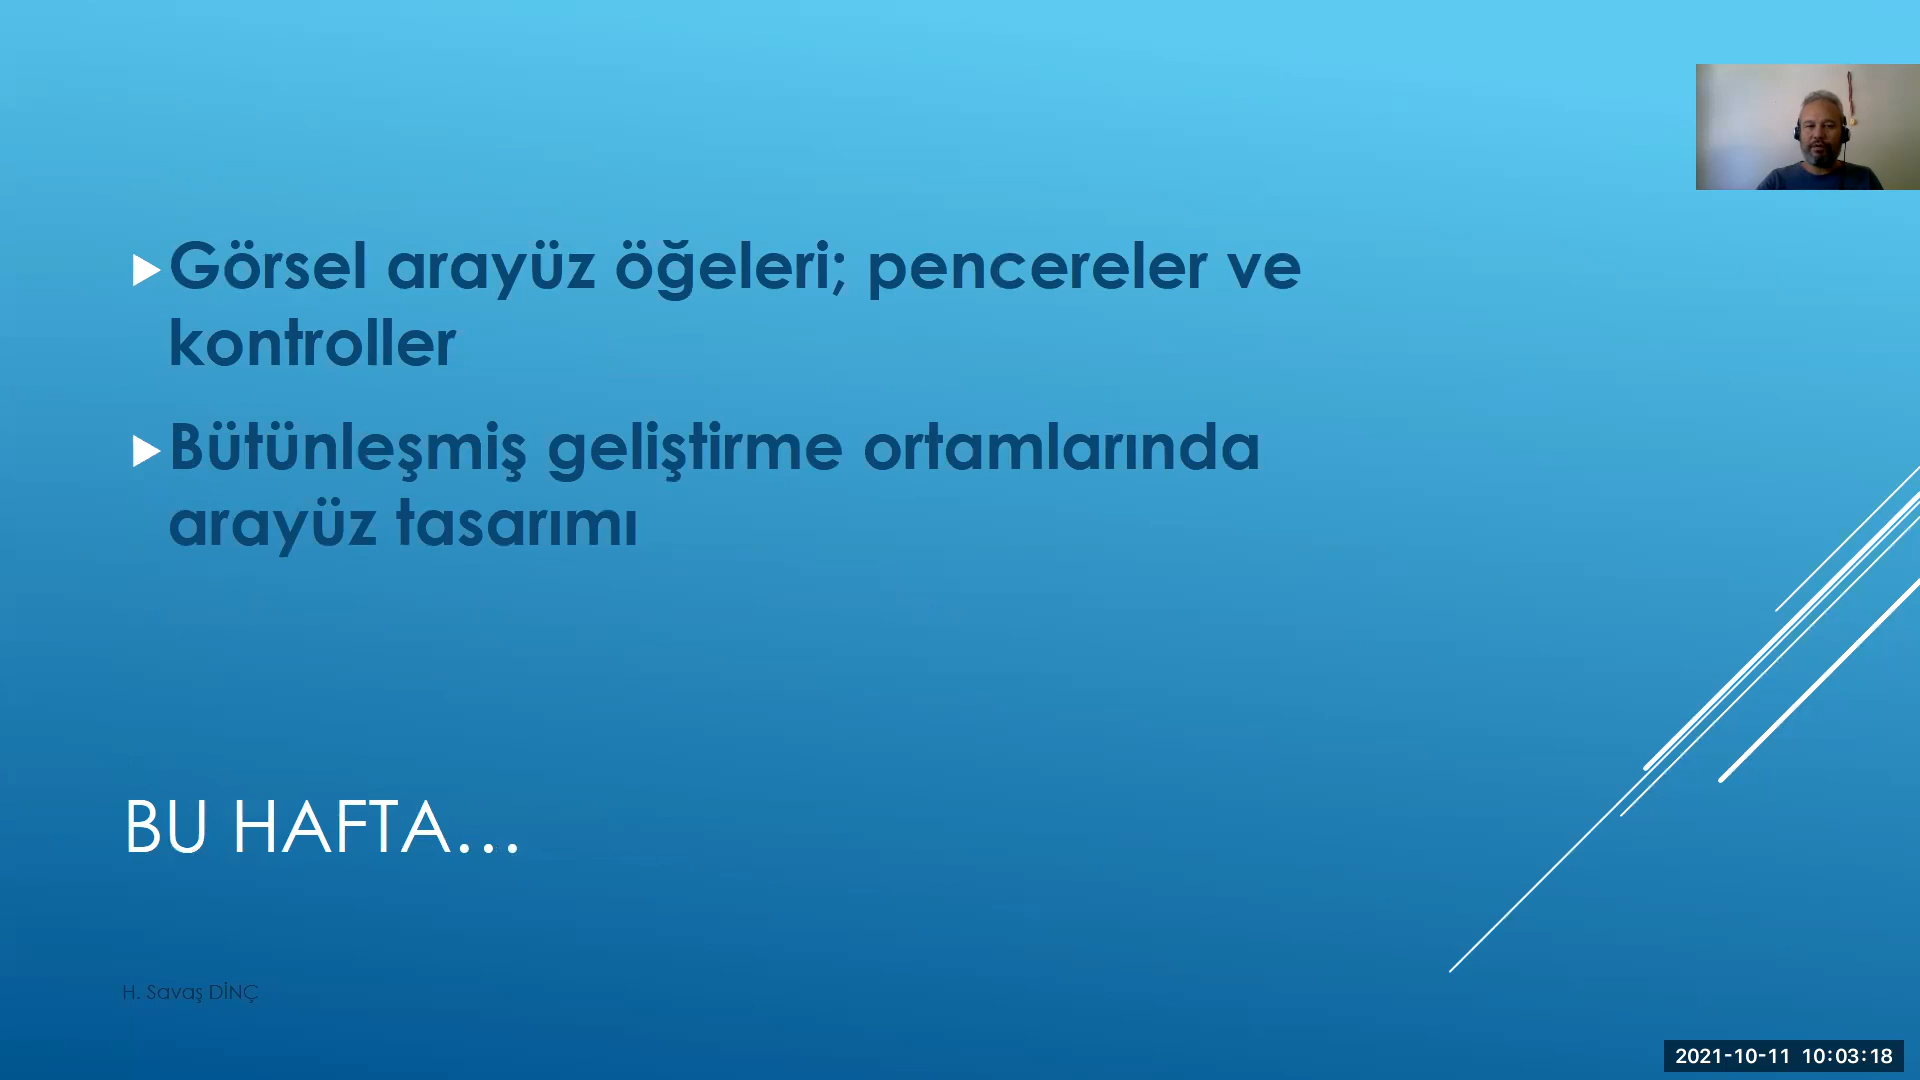 Görsel arayüz öğeleri; pencereler ve
kontroller
Bütünleşmiş geliştirme ortamlarında
arayüz tasarımı
BU HAFTA...
H. Savaş DİNÇ
2021-10-11 10:03:18